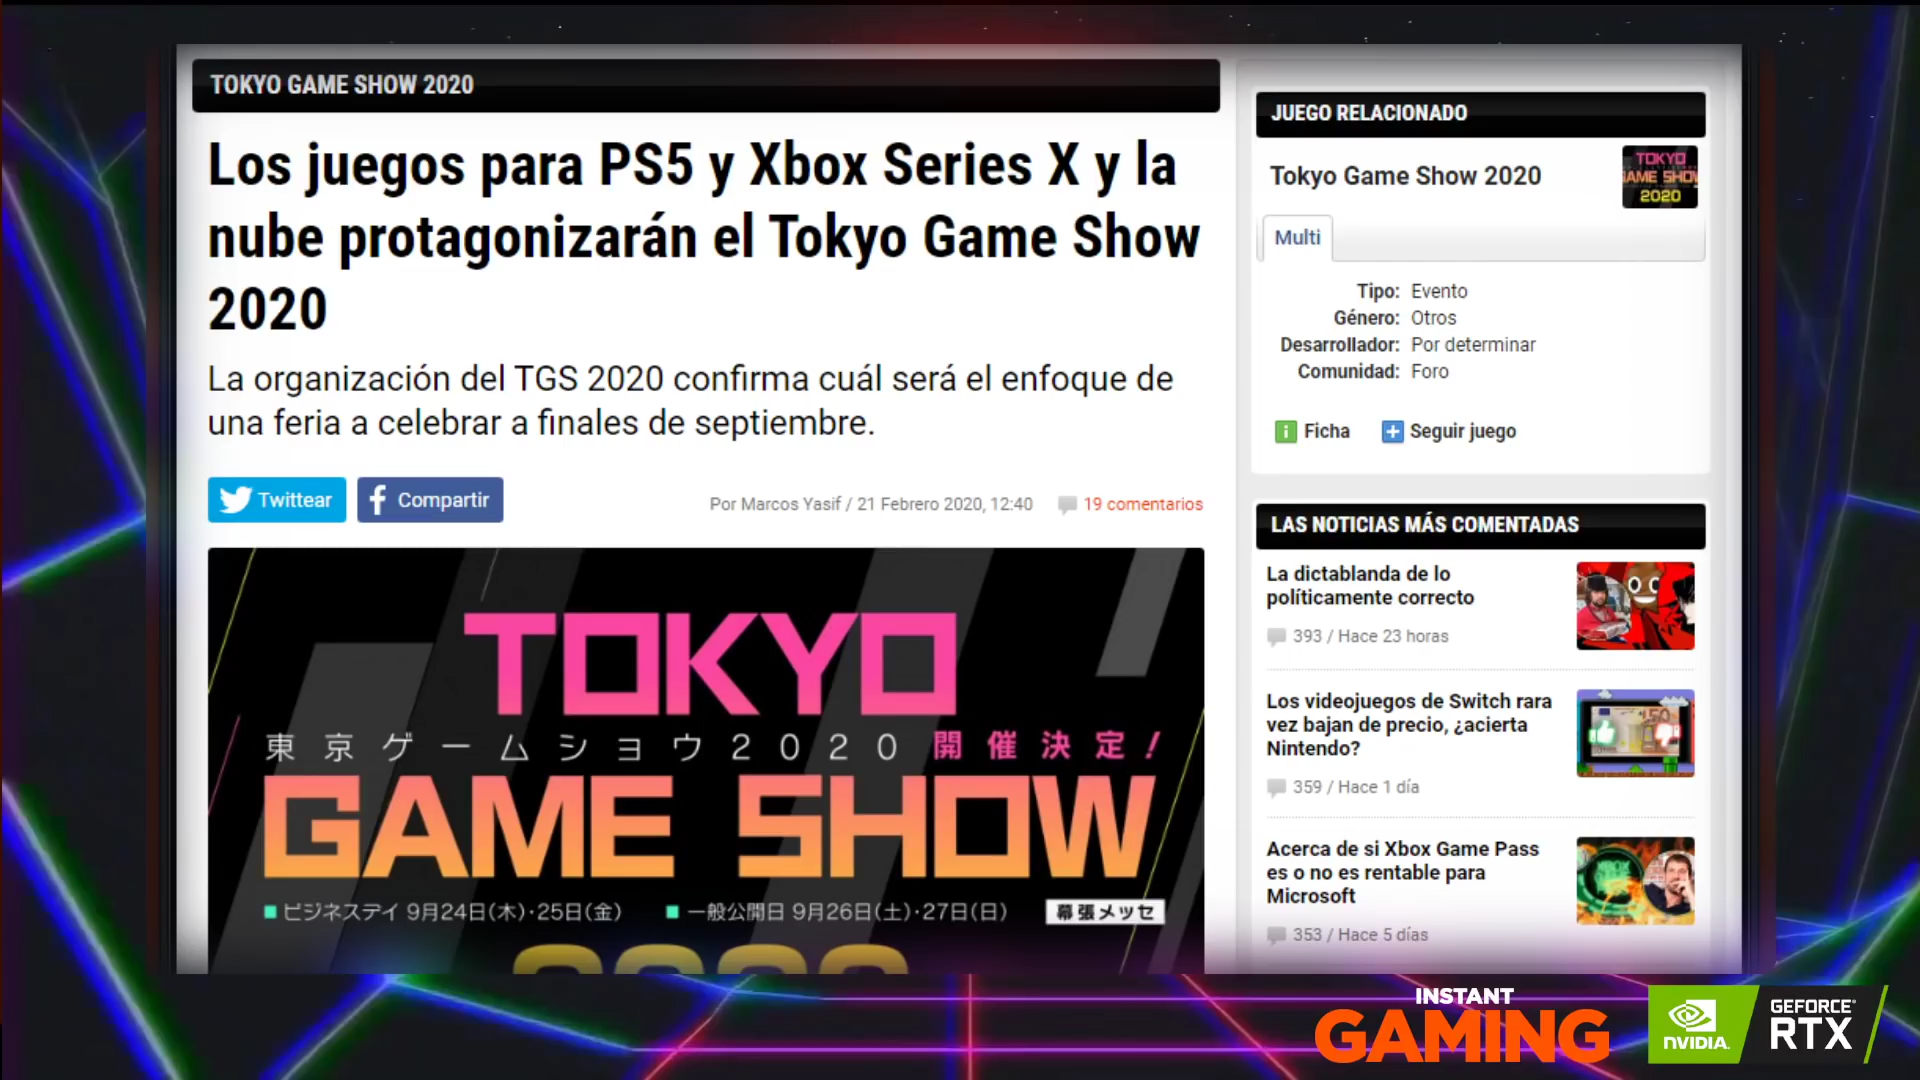 TOKYO GAME SHOW 2020
Los juegos para PS5 y Xbox Series X y la
nube protagonizarán el Tokyo Game Show
2020
La organización del TGS 2020 confirma cuál será el enfoque de
una feria a celebrar a finales de septiembre.
Twittear
Compartir
Por Marcos Yasif / 21 Febrero 2020, 12:40
19 comentarios
TOKYO
東京ゲームショウ2020 開催決定!
GAME SHOW
ビジネスデイ 9月24日(木)・25日(金)
一般公開日 9月26日(土)・27日(日)
幕張メッセ
JUEGO RELACIONADO
Tokyo Game Show 2020
TOKYO
GAME SHOW
2020
Multi
Tipo: Evento
Género: Otros
Desarrollador: Por determinar
Comunidad: Foro
Ficha
Seguir juego
LAS NOTICIAS MÁS COMENTADAS
La dictablanda de lo
políticamente correcto
393 / Hace 23 horas
Los videojuegos de Switch rara
vez bajan de precio, ¿acierta
Nintendo?
359 / Hace 1 día
Acerca de si Xbox Game Pass
es o no es rentable para
Microsoft
353 / Hace 5 días
INSTANT
GAMING
NVIDIA.
GEFORCE
RTX